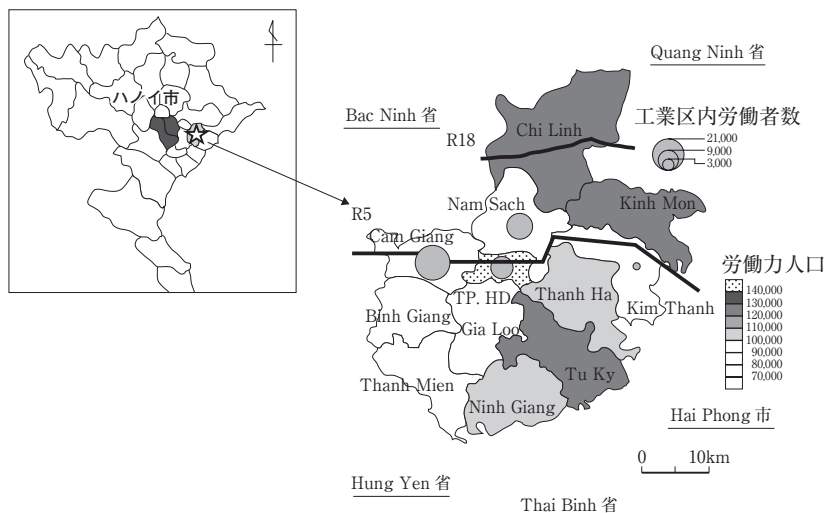 ハノイ市
Quang Ninh 省
Bac Ninh 省
Chi Linh
R18
工業区内労働者数
21,000
9,000
3,000
Nam Sach
Kinh Mon
R5
Cam Giang
労働力人口
140,000
130,000
120,000
110,000
100,000
90,000
80,000
70,000
TP. HD
Thanh Ha
Kim Thanh
Binh Giang
Gia Loo
Thanh Mien
Tu Ky
Ninh Giang
Hai Phong 市
0 10km
Hung Yen 省
Thai Binh 省